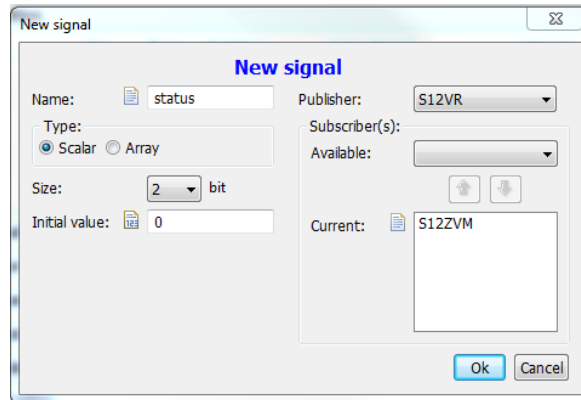 New signal
New signal
Name: status
Publisher: S12VR
Type:
Scalar Array
Subscriber(s):
Available:
Size: 2 bit
Initial value: 123 0
Current: S12ZVM
Ok Cancel